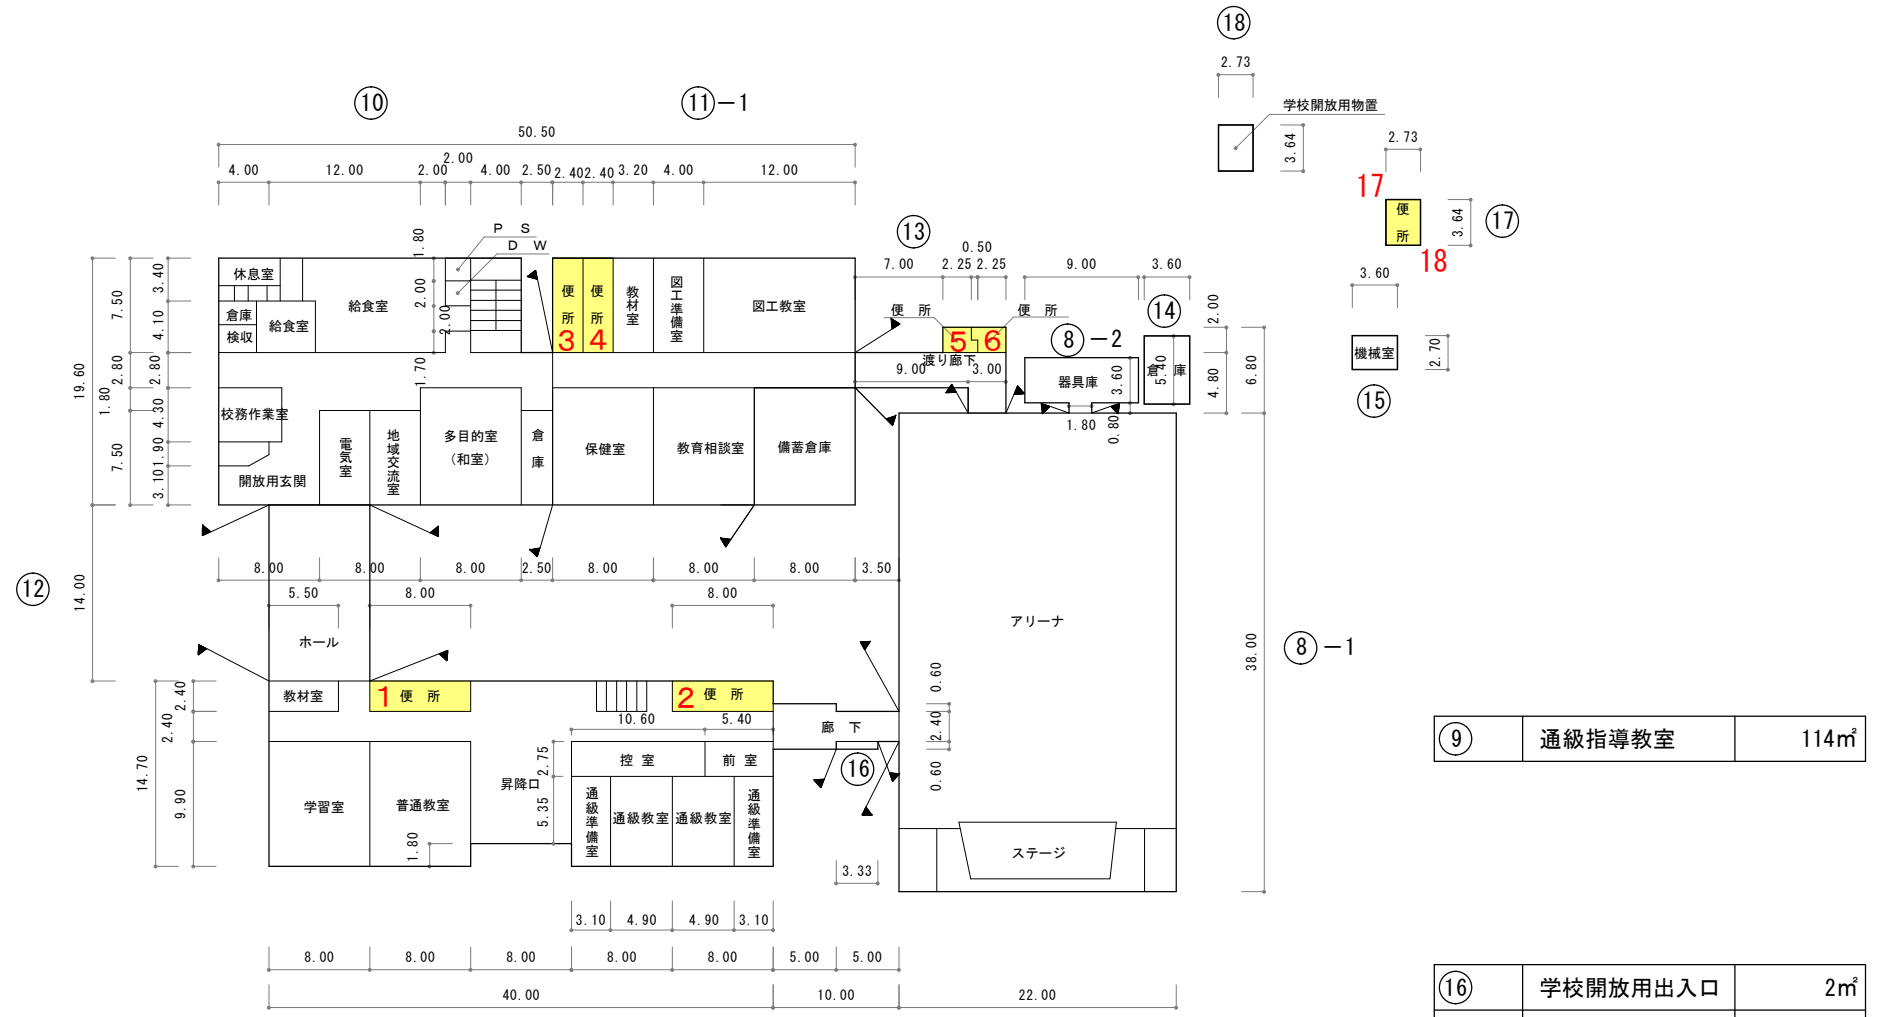 ⑱
2.73
学校開放用物置
3.64
⑩
⑪－1
50.50
4.00 12.00 2.00 2.00 4.00 2.50 2.40 2.40 3.20 4.00 12.00
2.73
17
便所
3.64
⑰
18
ＰＳ
ＤＷ
1.80
2.00
2.00
1.70
⑬
0.50
7.00 2.25 2.25
9.00 3.60
3.60
2.00
⑭
機械室
2.70
⑮
休息室
倉庫
検収
給食室
給食室
便所
3
便所
4
教材室
図工準備室
図工教室
便 所
便 所
5
6
渡り廊下
9.00 3.00
⑧－2
器具庫
3.60
倉庫
5.40
1.80
0.80
4.80
6.80
19.60
7.50
2.80
1.80
7.50
3.40
4.10
2.80
4.30
1.90
3.10
校務作業室
開放用玄関
電気室
地域交流室
多目的室
（和室）
倉庫
保健室
教育相談室
備蓄倉庫
8.00 8.00 8.00 2.50 8.00 8.00 8.00 3.50
⑫
14.00
5.50 8.00 8.00
ホール
アリーナ
38.00
⑧－1
教材室
1
便 所
2
便 所
10.60 5.40
廊 下
0.60
2.40
0.60
⑯
14.70
2.40
2.40
9.90
控 室
前 室
2.75
5.35
昇降口
学習室
普通教室
1.80
通級準備室
通級教室
通級教室
通級準備室
ステージ
3.33
3.10 4.90 4.90 3.10
8.00 8.00 8.00 8.00 8.00 5.00 5.00
40.00 10.00 22.00
⑨ 通級指導教室 114㎡
⑯ 学校開放用出入口 2㎡